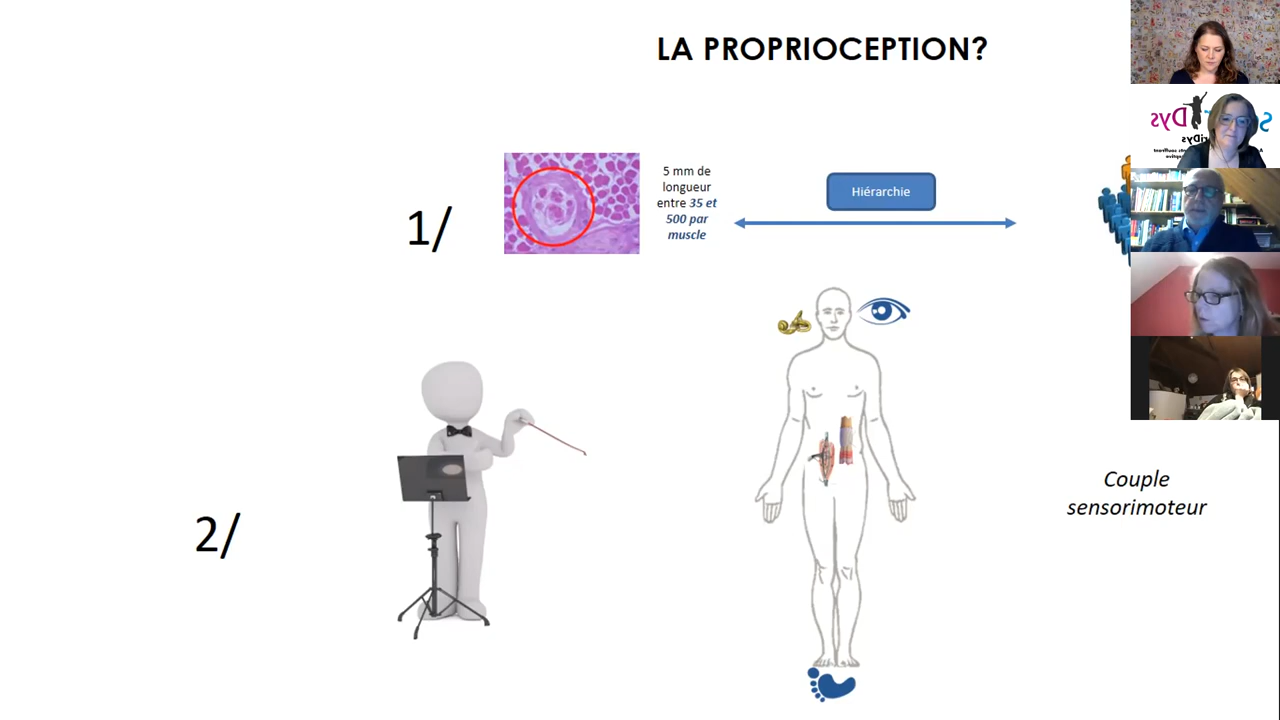 LA PROPRIOCEPTION?
Dys
1/
5 mm de
longueur
entre 35 et
500 par
muscle
Hiérarchie
2/
Couple
sensorimoteur